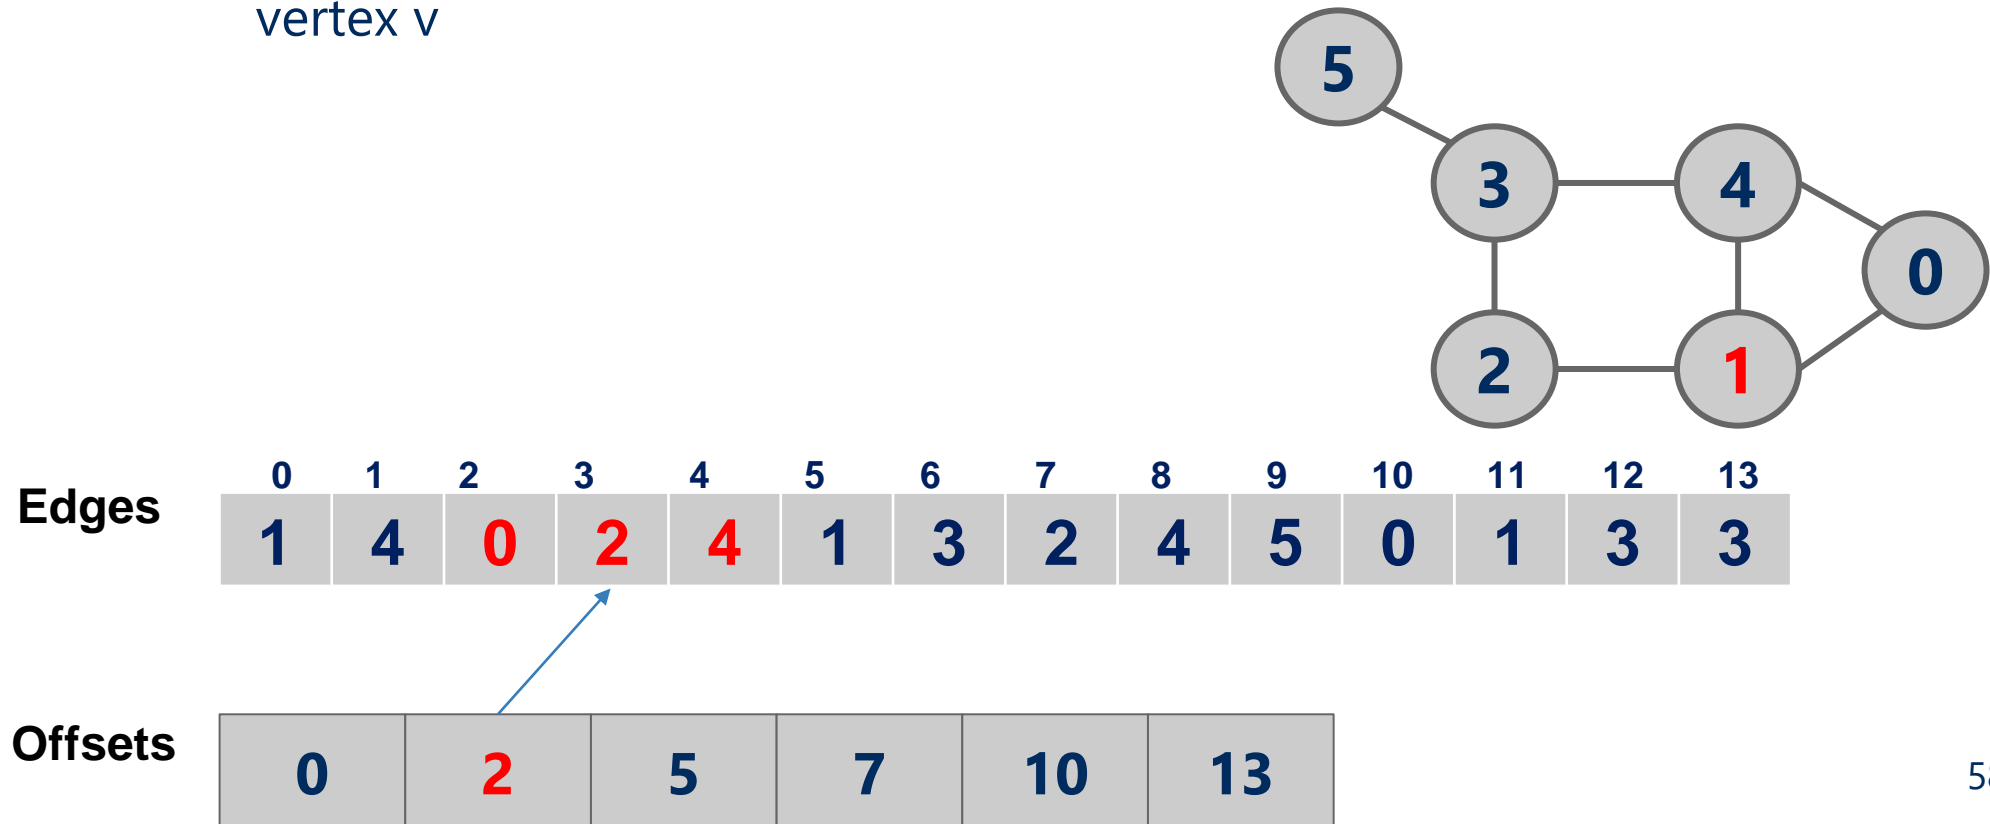 vertex v
5
3 4
0
2 1
0 1 2 3 4 5 6 7 8 9 10 11 12 13
Edges 1 4 0 2 4 1 3 2 4 5 0 1 3 3
Offsets 0 2 5 7 10 13